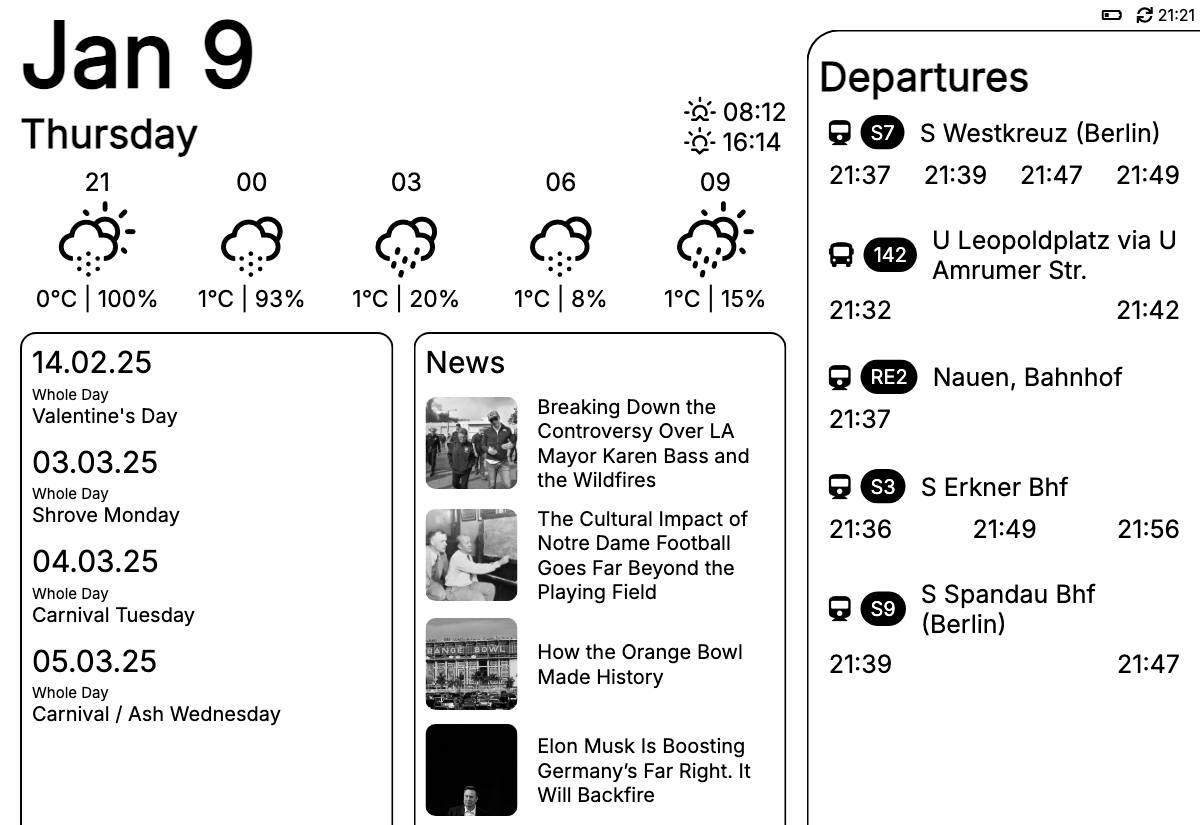 21:21
Jan 9
Thursday
08:12
16:14
21 00 03 06 09
0°C | 100% 1°C | 93% 1°C | 20% 1°C | 8% 1°C | 15%
14.02.25
Whole Day
Valentine's Day
03.03.25
Whole Day
Shrove Monday
04.03.25
Whole Day
Carnival Tuesday
05.03.25
Whole Day
Carnival / Ash Wednesday
News
Breaking Down the
Controversy Over LA
Mayor Karen Bass and
the Wildfires
The Cultural Impact of
Notre Dame Football
Goes Far Beyond the
Playing Field
RANGE BOWL
How the Orange Bowl
Made History
Elon Musk Is Boosting
Germany’s Far Right. It
Will Backfire
Departures
S7 S Westkreuz (Berlin)
21:37 21:39 21:47 21:49
142 U Leopoldplatz via U
Amrumer Str.
21:32 21:42
RE2 Nauen, Bahnhof
21:37
S3 S Erkner Bhf
21:36 21:49 21:56
S9 S Spandau Bhf
(Berlin)
21:39 21:47